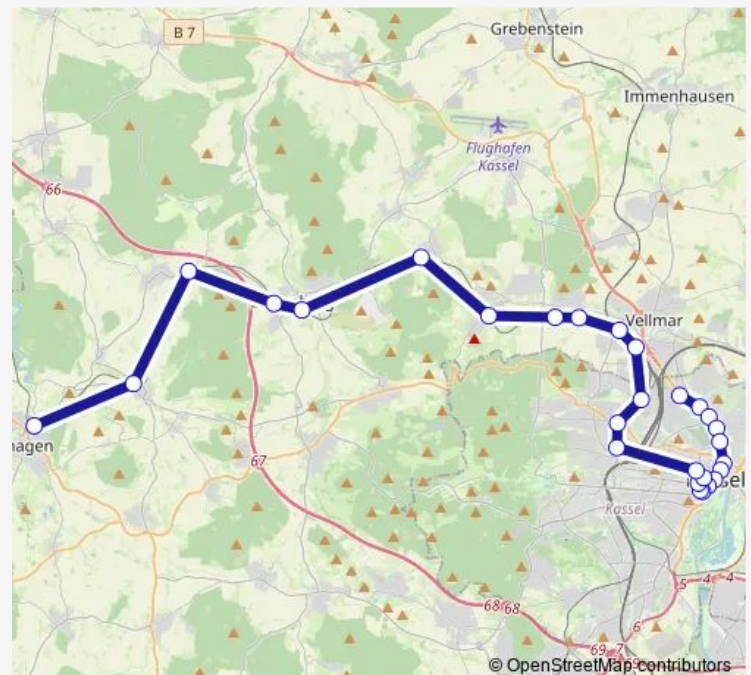 B 7
Grebenstein
Immenhausen
Flughafen
Kassel
66
Vellmar
hagen
67
Kassel
sel
5 4 4
68 68
6
69 7
© OpenStreetMap contributors